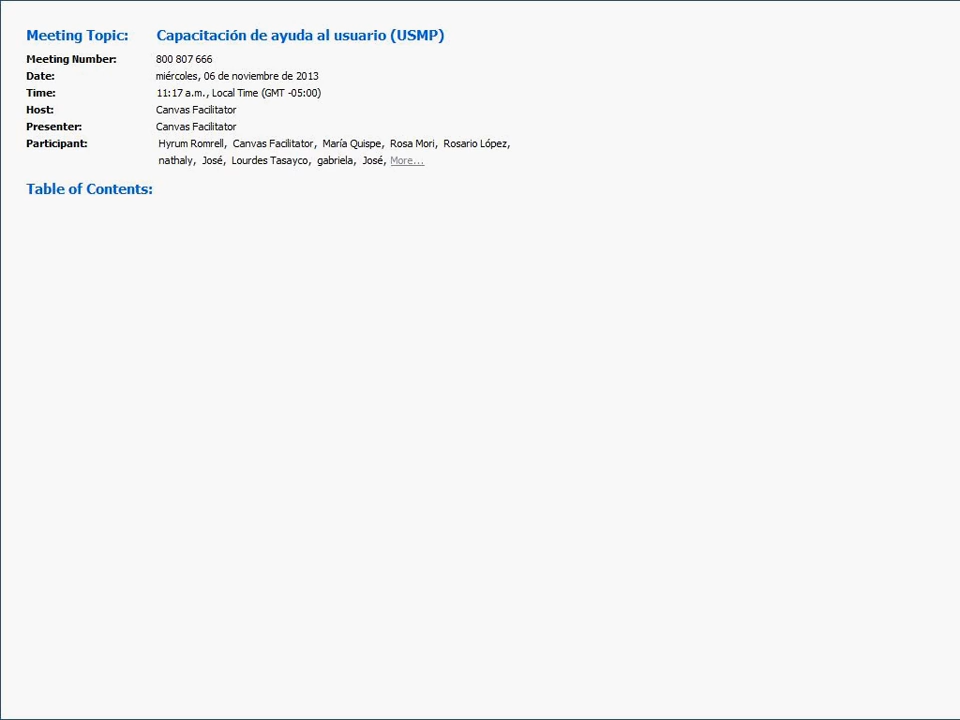 Meeting Topic: Capacitación de ayuda al usuario (USMP)
Meeting Number: 800 807 666
Date: miércoles, 06 de noviembre de 2013
Time: 11:17 a.m., Local Time (GMT -05:00)
Host: Canvas Facilitator
Presenter: Canvas Facilitator
Participant: Hyrum Romrell, Canvas Facilitator, María Quispe, Rosa Mori, Rosario López,
nathaly, José, Lourdes Tasayco, gabriela, José, More...
Table of Contents: